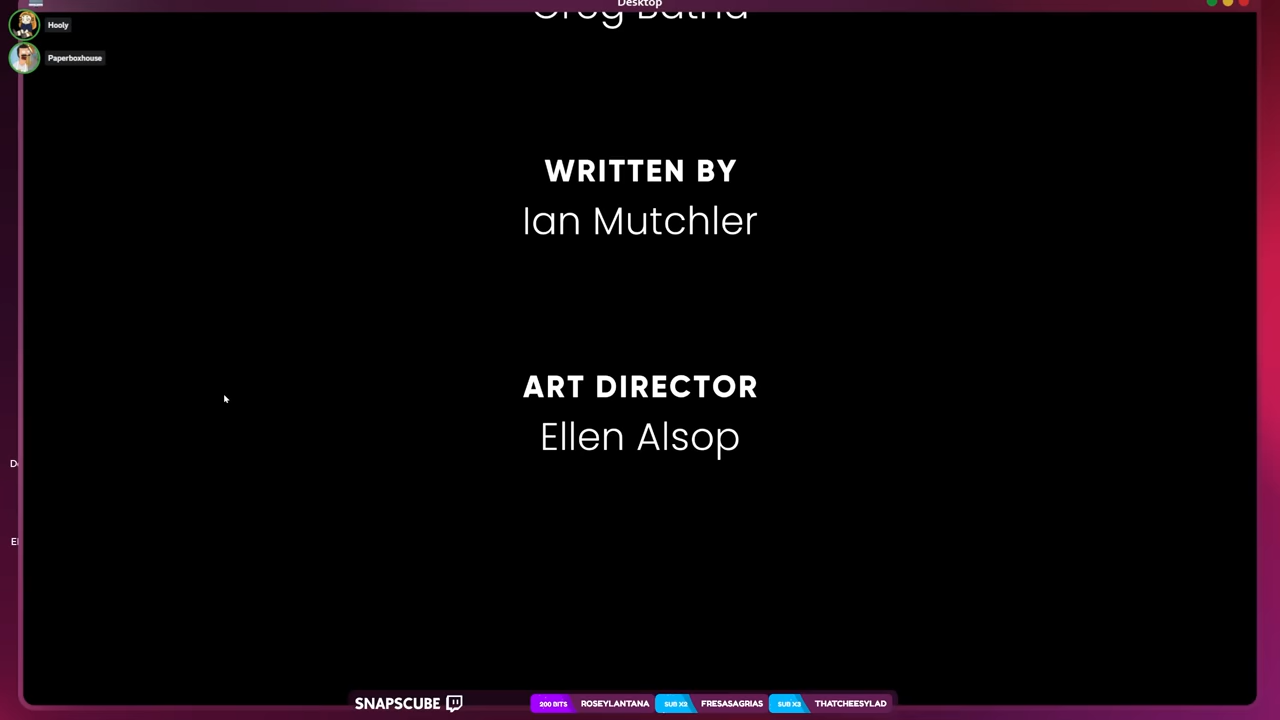 Desktop
Hooly
Paperboxhouse
WRITTEN BY
Ian Mutchler
ART DIRECTOR
Ellen Alsop
SNAPSCUBE
200 BITS ROSEYLANTANA SUB X2 FRESASAGRIAS SUB X3 THATCHEESYLAD